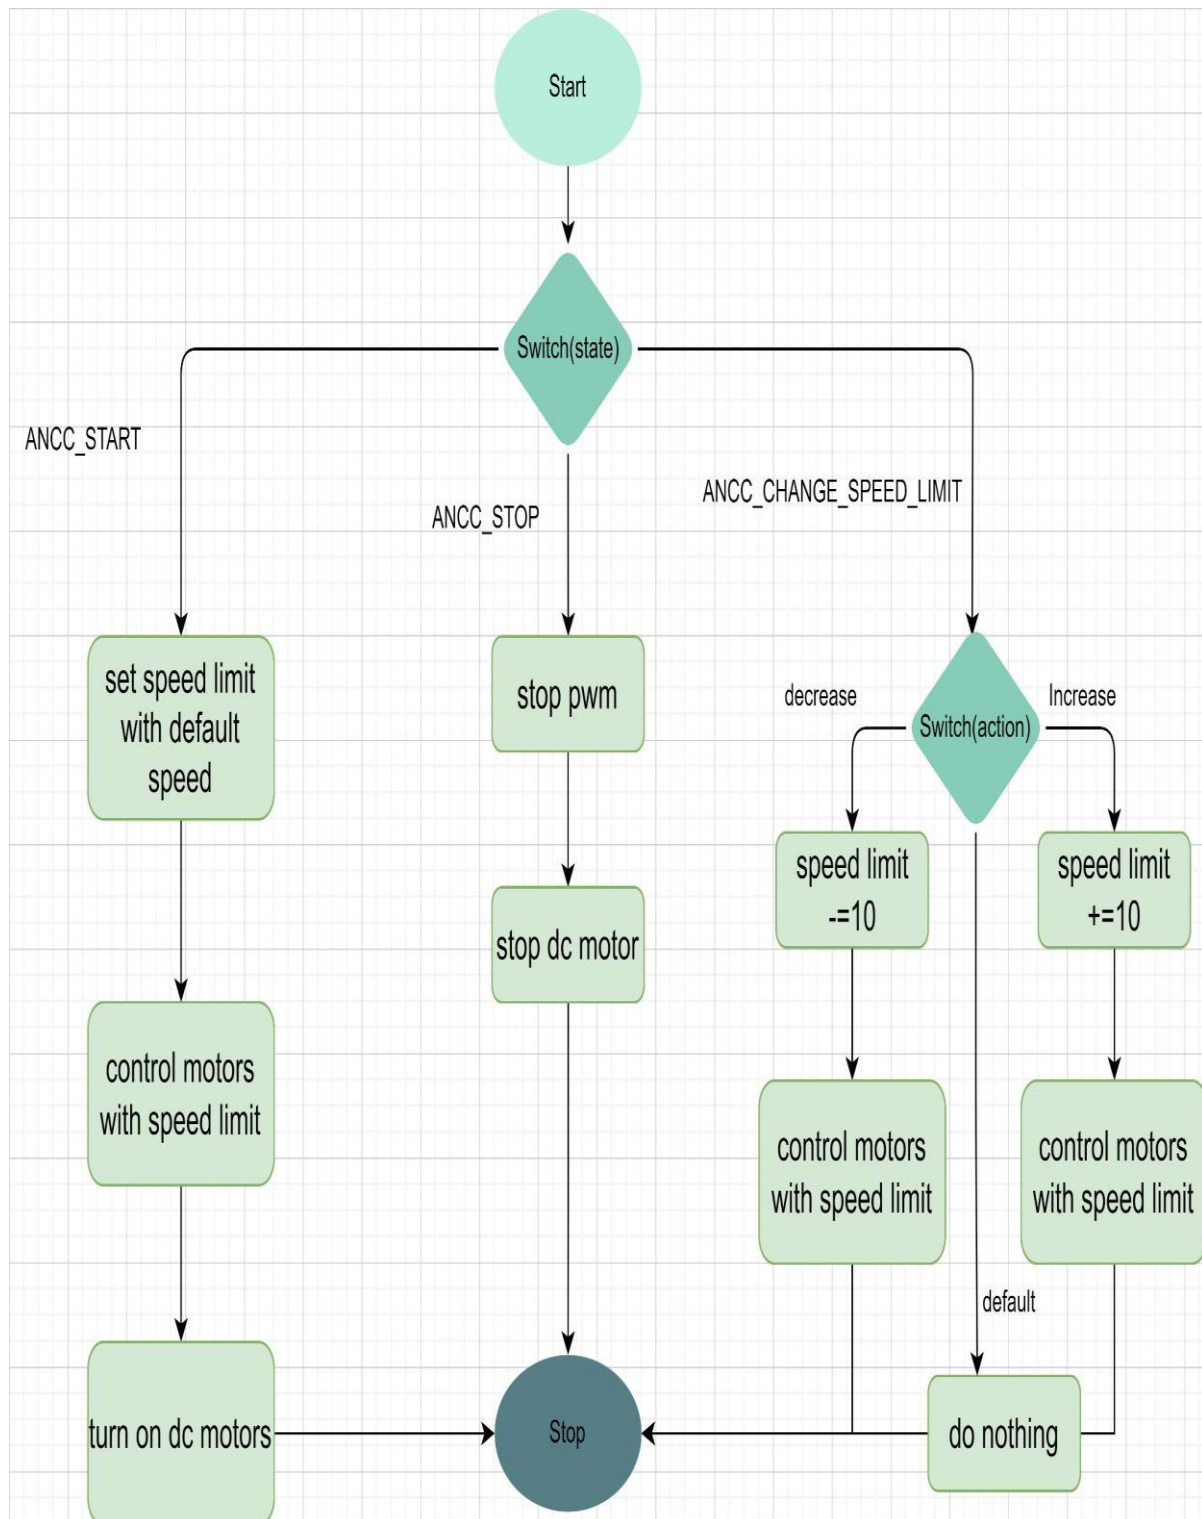 Start
Switch(state)
ANCC_START
ANCC_STOP
ANCC_CHANGE_SPEED_LIMIT
set speed limit
with default
speed
stop pwm
decrease
Switch(action)
Increase
speed limit
-=10
speed limit
+=10
stop dc motor
control motors
with speed limit
control motors
with speed limit
control motors
with speed limit
default
turn on dc motors
Stop
do nothing